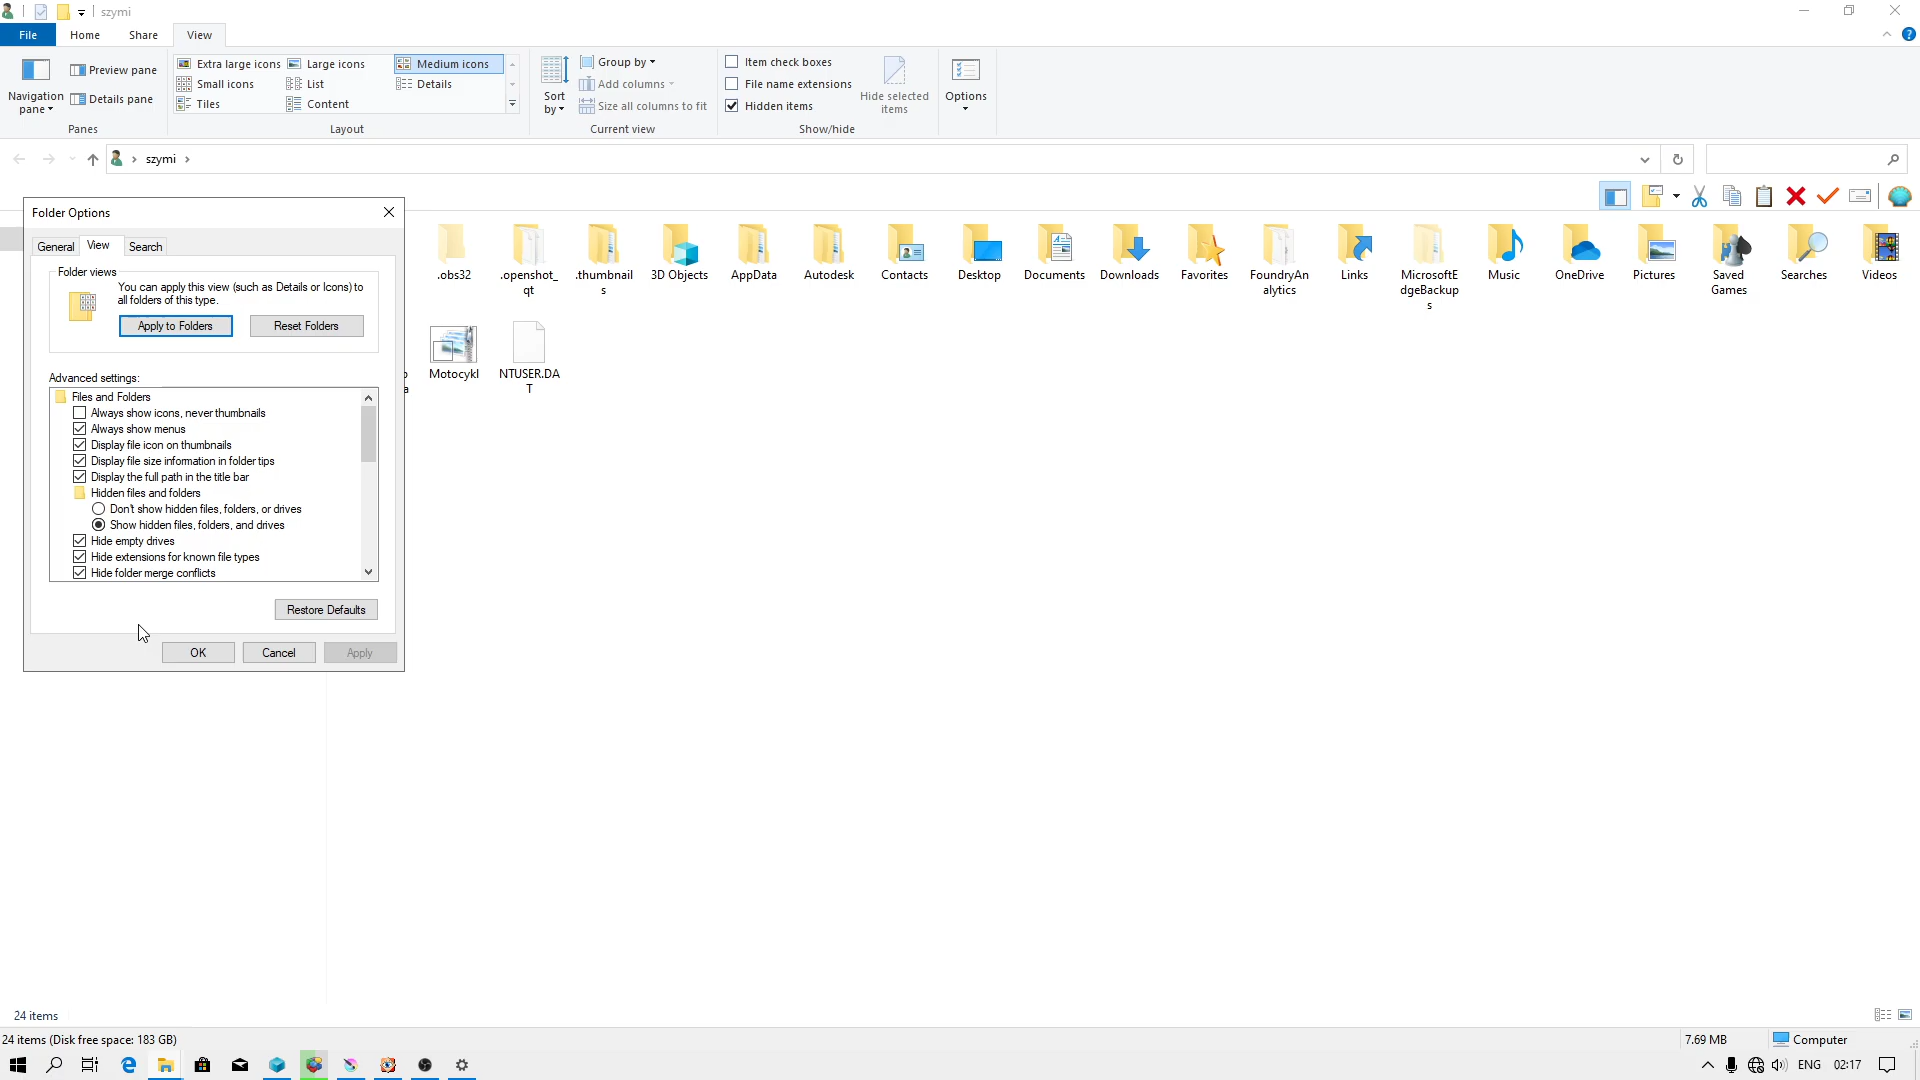 szymi
File
Home
Share
View
Navigation
pane
Preview pane
Details pane
Panes
Extra large icons
Large icons
Medium icons
Small icons
List
Details
Tiles
Content
Layout
Sort
by
Group by
Add columns
Size all columns to fit
Current view
Item check boxes
File name extensions
Hidden items
Hide selected
items
Show/hide
Options
szymi
Folder Options
General
View
Search
Folder views
You can apply this view (such as Details or Icons) to
all folders of this type.
Apply to Folders
Reset Folders
Advanced settings:
Files and Folders
Always show icons, never thumbnails
Always show menus
Display file icon on thumbnails
Display file size information in folder tips
Display the full path in the title bar
Hidden files and folders
Don't show hidden files, folders, or drives
Show hidden files, folders, and drives
Hide empty drives
Hide extensions for known file types
Hide folder merge conflicts
Restore Defaults
OK
Cancel
Apply
.obs32
.openshot_
qt
.thumbnail
s
3D Objects
AppData
Autodesk
Contacts
Desktop
Documents
Downloads
Favorites
FoundryAn
alytics
Links
MicrosoftE
dgeBackup
s
Music
OneDrive
Pictures
Saved
Games
Searches
Videos
Motocykl
NTUSER.DA
T
24 items
24 items (Disk free space: 183 GB)
7.69 MB
Computer
ENG
02:17